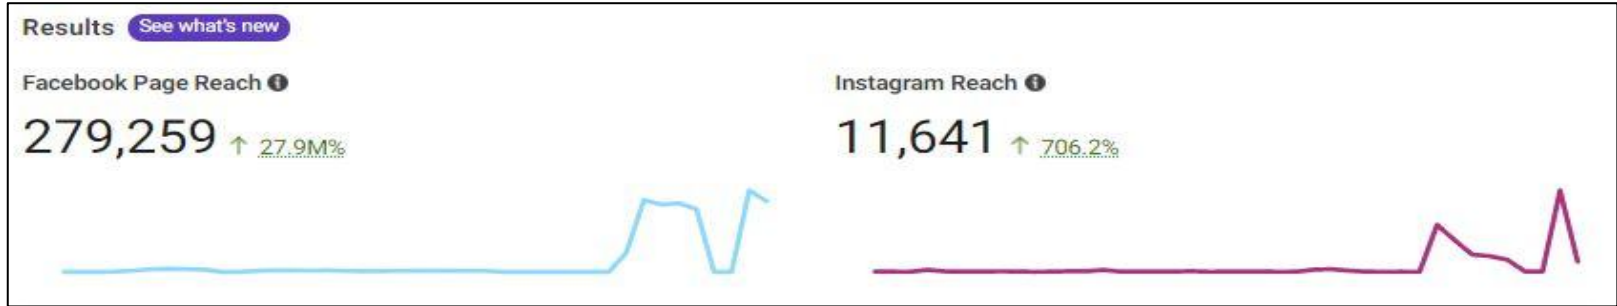 Results See what's new
Facebook Page Reach
279,259 ↑ 27.9M%
Instagram Reach
11,641 ↑ 706.2%